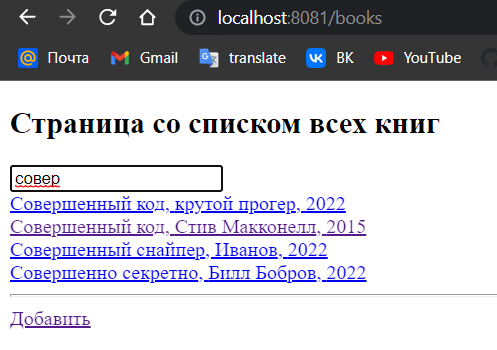 localhost:8081/books
Почта Gmail translate ВК YouTube
Страница со списком всех книг
совер
Совершенный код, крутой прогер, 2022
Совершенный код, Стив Макконелл, 2015
Совершенный снайпер, Иванов, 2022
Совершенно секретно, Билл Бобров, 2022
Добавить